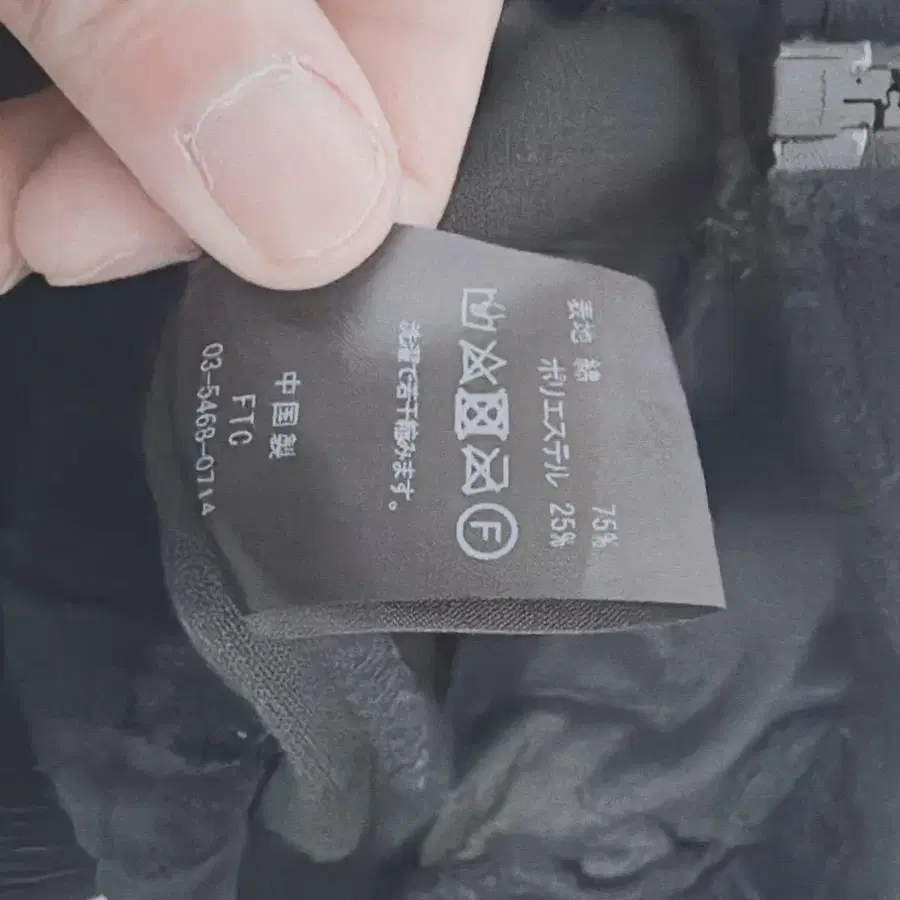 表地 綿 75%
ポリエステル 25%
F
洗濯で若干縮みます。
中国製
FTC
03-5468-0714